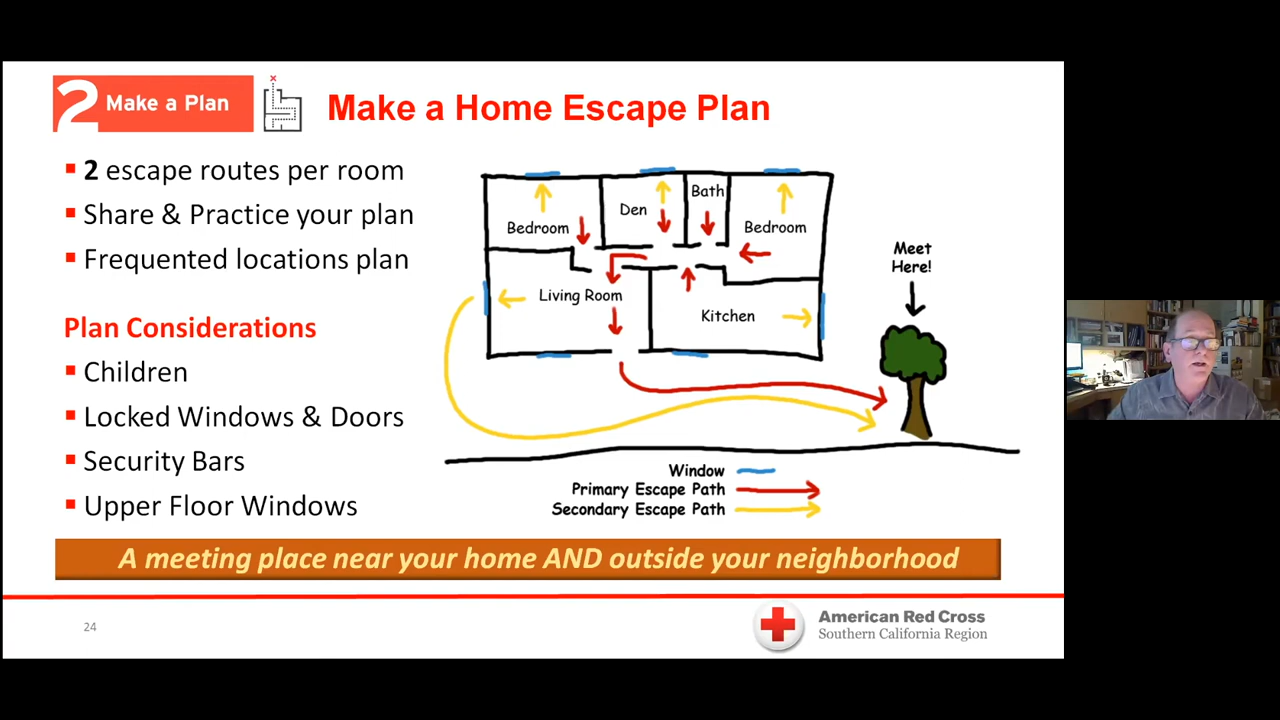 2 Make a Plan
Make a Home Escape Plan
2 escape routes per room
Share & Practice your plan
Frequented locations plan
Plan Considerations
Children
Locked Windows & Doors
Security Bars
Upper Floor Windows
Bedroom
Den
Bath
Bedroom
Living Room
Kitchen
Meet
Here!
Window
Primary Escape Path
Secondary Escape Path
A meeting place near your home AND outside your neighborhood
24
American Red Cross
Southern California Region